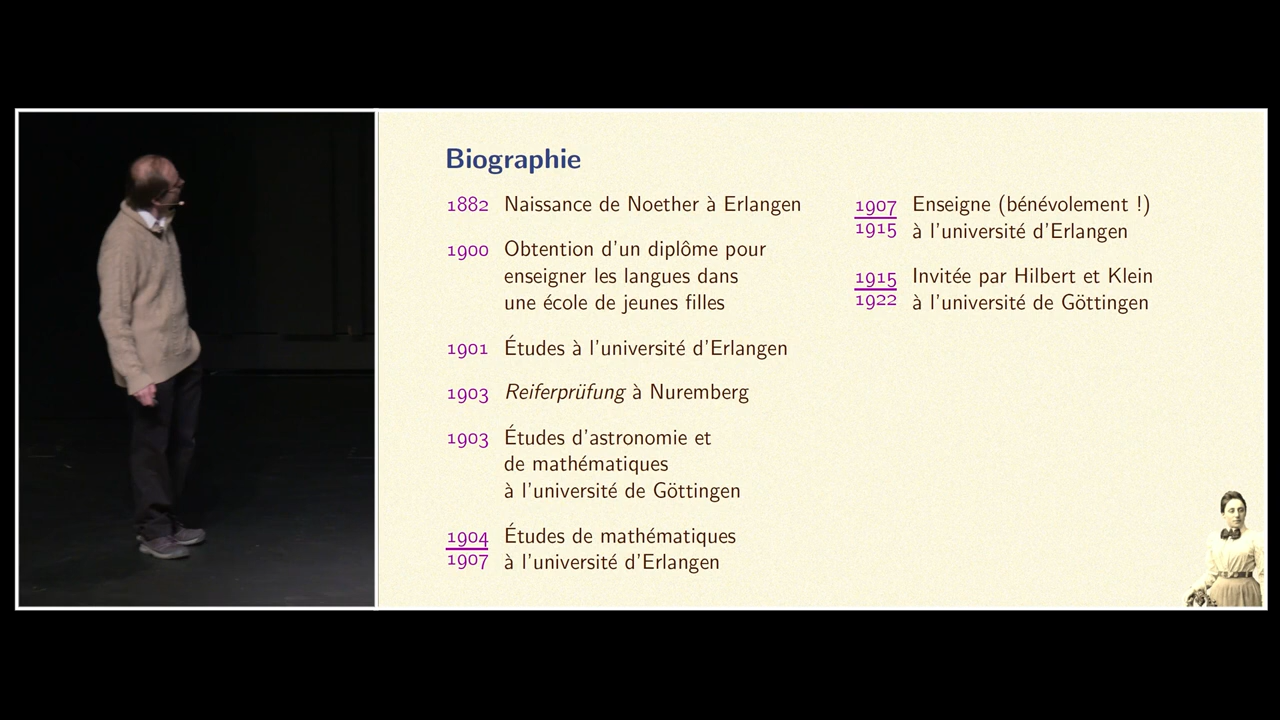 Biographie
1882 Naissance de Noether à Erlangen
1900 Obtention d'un diplôme pour
enseigner les langues dans
une école de jeunes filles
1901 Études à l'université d'Erlangen
1903 Reiferprüfung à Nuremberg
1903 Études d'astronomie et
de mathématiques
à l'université de Göttingen
1904 Études de mathématiques
1907 à l'université d'Erlangen
1907 Enseigne (bénévolement !)
1915 à l'université d'Erlangen
1915 Invitée par Hilbert et Klein
1922 à l'université de Göttingen